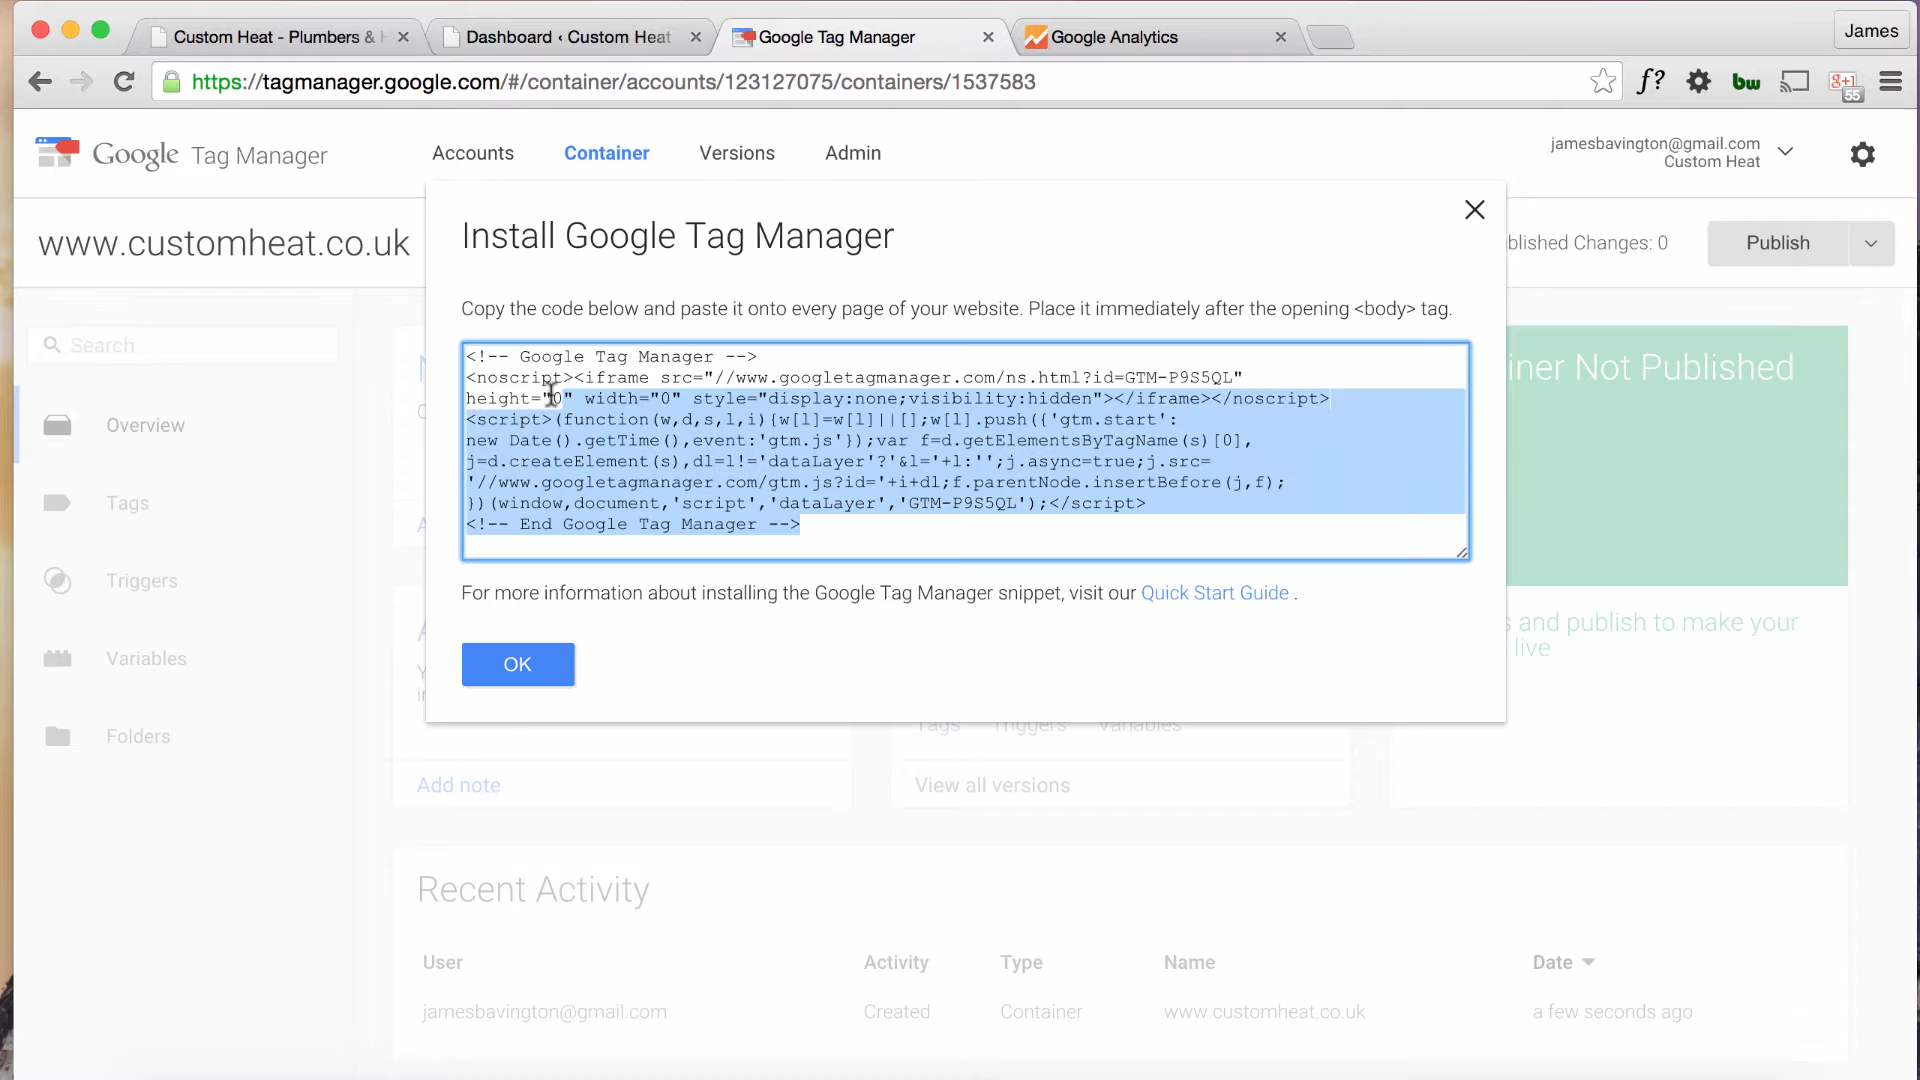 Custom Heat - Plumbers &
Dashboard ‹ Custom Heat
Google Tag Manager
Google Analytics
James
https://tagmanager.google.com/#/container/accounts/123127075/containers/1537583
f?
bw
g+1
55
Google Tag Manager
Accounts
Container
Versions
Admin
jamesbavington@gmail.com
Custom Heat
www.customheat.co.uk
blished Changes: 0
Publish
Install Google Tag Manager
Copy the code below and paste it onto every page of your website. Place it immediately after the opening <body> tag.
<!-- Google Tag Manager -->
<noscript><iframe src="//www.googletagmanager.com/ns.html?id=GTM-P9S5QL"
height="0" width="0" style="display:none;visibility:hidden"></iframe></noscript>
<script>(function(w,d,s,l,i){w[l]=w[l]||[];w[l].push({'gtm.start':
new Date().getTime(),event:'gtm.js'});var f=d.getElementsByTagName(s)[0],
j=d.createElement(s),dl=l!='dataLayer'?'&l='+l:'';j.async=true;j.src=
'//www.googletagmanager.com/gtm.js?id='+i+dl;f.parentNode.insertBefore(j,f);
})(window,document,'script','dataLayer','GTM-P9S5QL');</script>
<!-- End Google Tag Manager -->
For more information about installing the Google Tag Manager snippet, visit our Quick Start Guide .
OK
Search
Overview
Tags
Triggers
Variables
Folders
iner Not Published
s and publish to make your
live
Tags
Triggers
Variables
Add note
View all versions
Recent Activity
User
Activity
Type
Name
Date
jamesbavington@gmail.com
Created
Container
www.customheat.co.uk
a few seconds ago